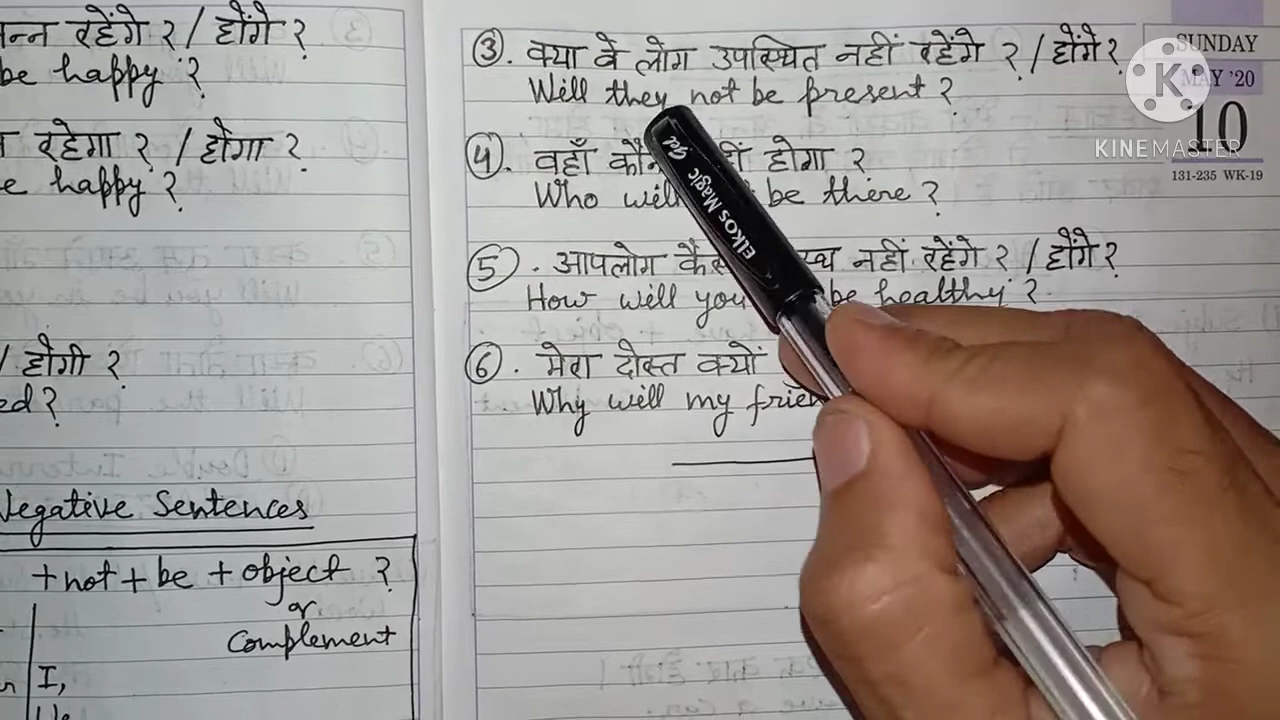 न्न रहेंगे ? / होंगे ?
be happy ?
रहेगा ? / होगा ?
happy ?
/ होगी ?
ed ?
Negative Sentences
+ not + be + object ?
or
Complement
I,
③. क्या वे लोग उपस्थित नहीं रहेंगे ? / होंगे ?
Will they not be present ?
④. वहाँ कौन होगा ?
Who will be there ?
⑤. आपलोग नहीं रहेंगे ? / होंगे ?
How will you be healthy ?
⑥. मेरा दोस्त क्यों
Why will my
SUNDAY
MAY '20
10
131-235 WK-19
K
KINEMASTER
Elkos Magic Gel